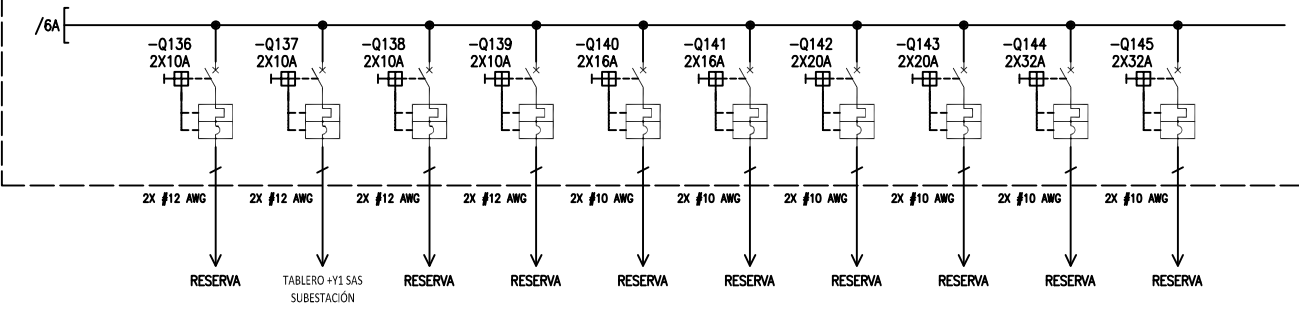 /6A
-Q136 -Q137 -Q138 -Q139 -Q140 -Q141 -Q142 -Q143 -Q144 -Q145
2X10A 2X10A 2X10A 2X10A 2X16A 2X16A 2X20A 2X20A 2X32A 2X32A
2X #12 AWG 2X #12 AWG 2X #12 AWG 2X #12 AWG 2X #10 AWG 2X #10 AWG 2X #10 AWG 2X #10 AWG 2X #10 AWG 2X #10 AWG
RESERVA TABLERO +Y1 SAS RESERVA RESERVA RESERVA RESERVA RESERVA RESERVA RESERVA RESERVA
SUBESTACIÓN